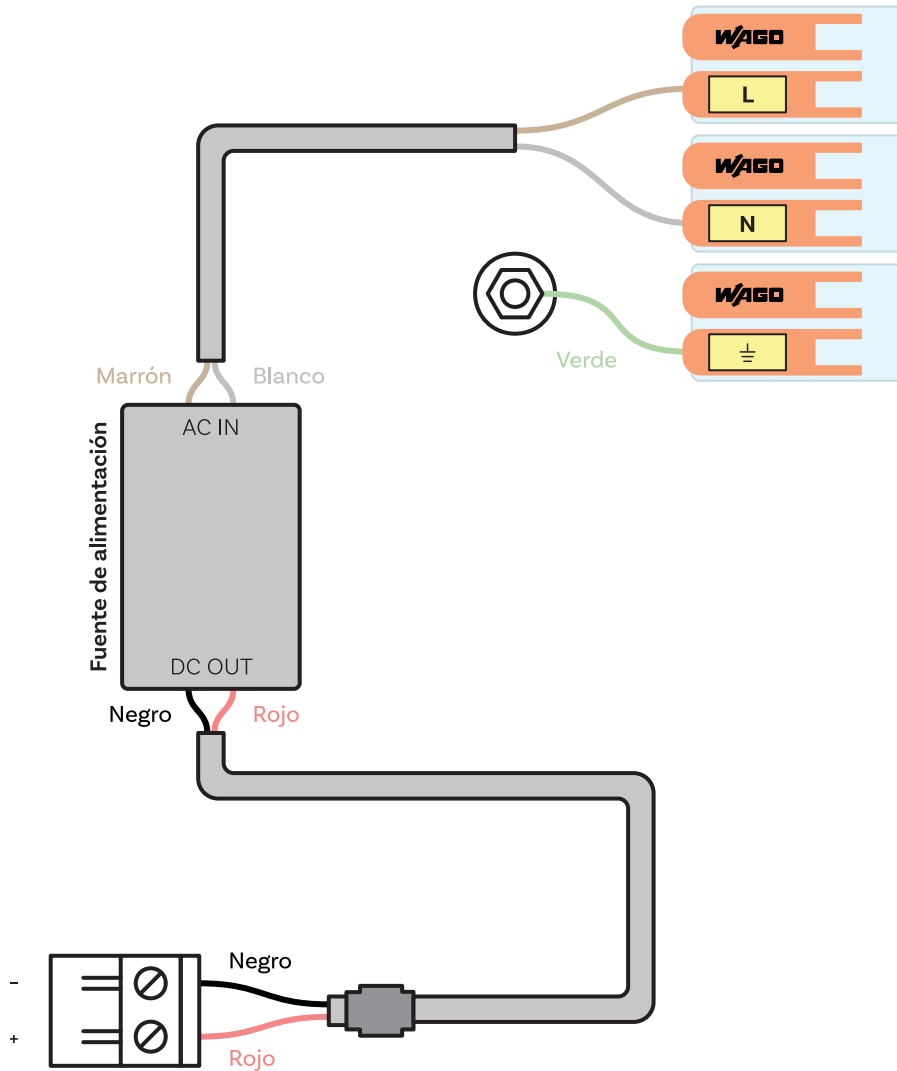 WAGO
L
WAGO
N
WAGO
Verde
Marrón
Blanco
AC IN
Fuente de alimentación
DC OUT
Negro
Rojo
Negro
-
+
Rojo